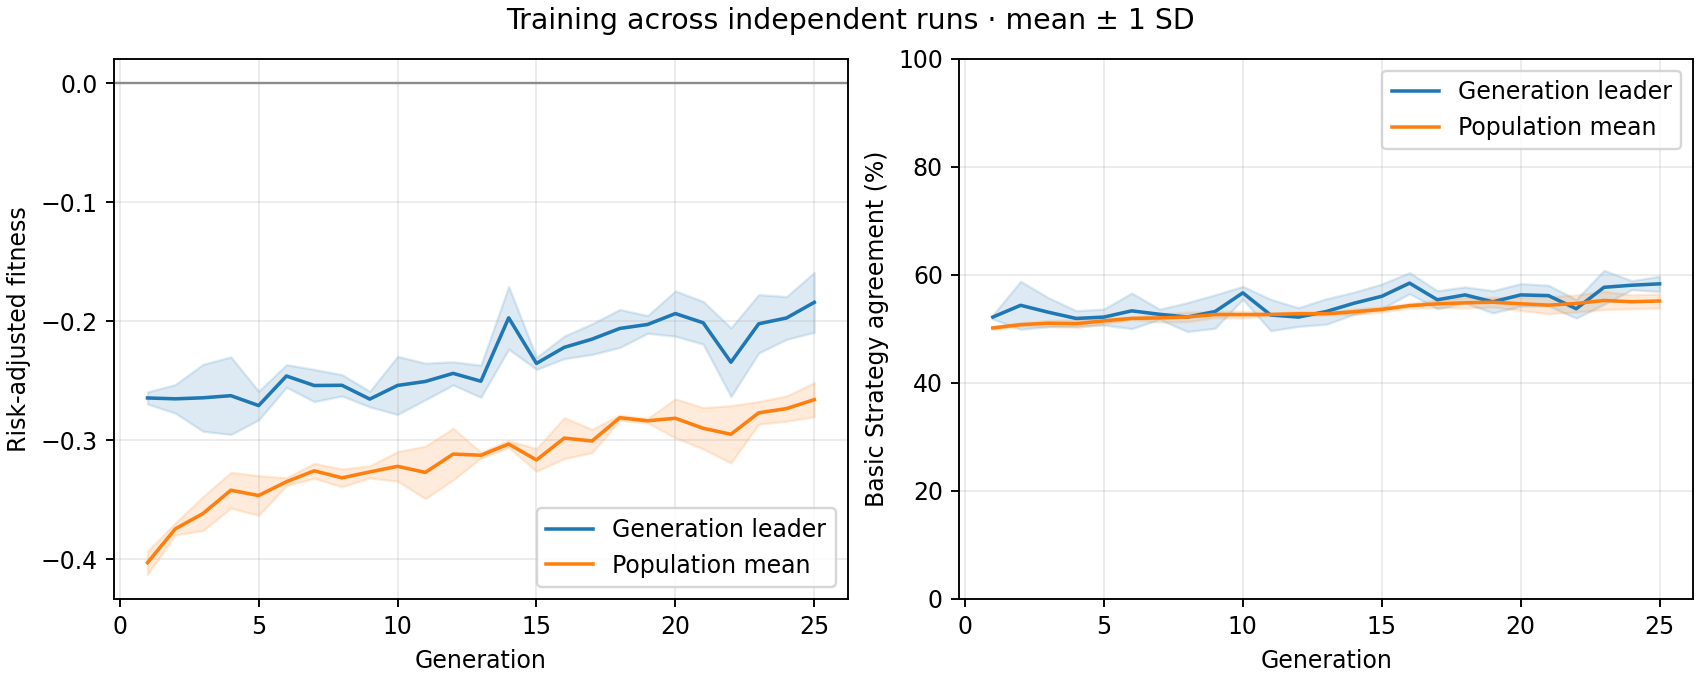 Training across independent runs · mean ± 1 SD
Risk-adjusted fitness
0.0
−0.1
−0.2
−0.3
−0.4
0
5
10
15
20
25
Generation
Generation leader
Population mean
Basic Strategy agreement (%)
100
80
60
40
20
0
0
5
10
15
20
25
Generation
Generation leader
Population mean